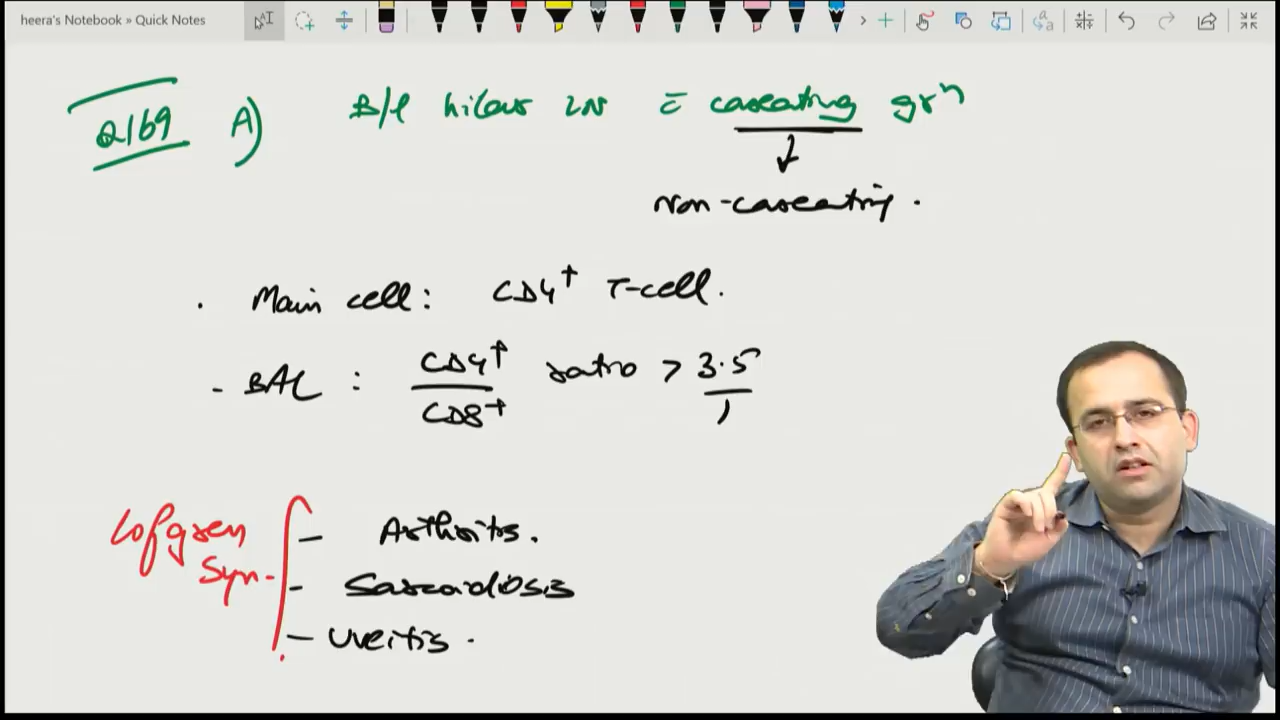 heera's Notebook » Quick Notes
Q169 A) B/l hilar LN c̄ caseating grn
non-caseating.
. Main cell: CD4+ T-cell.
- BAL : CD4+ / CD8+ ratio > 3.5 / 1
Lofgren Syn-
- Arthritis.
- Sarcoidosis
- Uveitis.